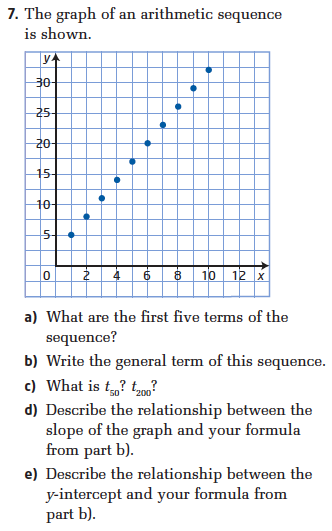 7. The graph of an arithmetic sequence
is shown.
y
30
25
20
15
10
5
0 2 4 6 8 10 12 x
a) What are the first five terms of the
sequence?
b) Write the general term of this sequence.
c) What is t₅₀? t₂₀₀?
d) Describe the relationship between the
slope of the graph and your formula
from part b).
e) Describe the relationship between the
y-intercept and your formula from
part b).